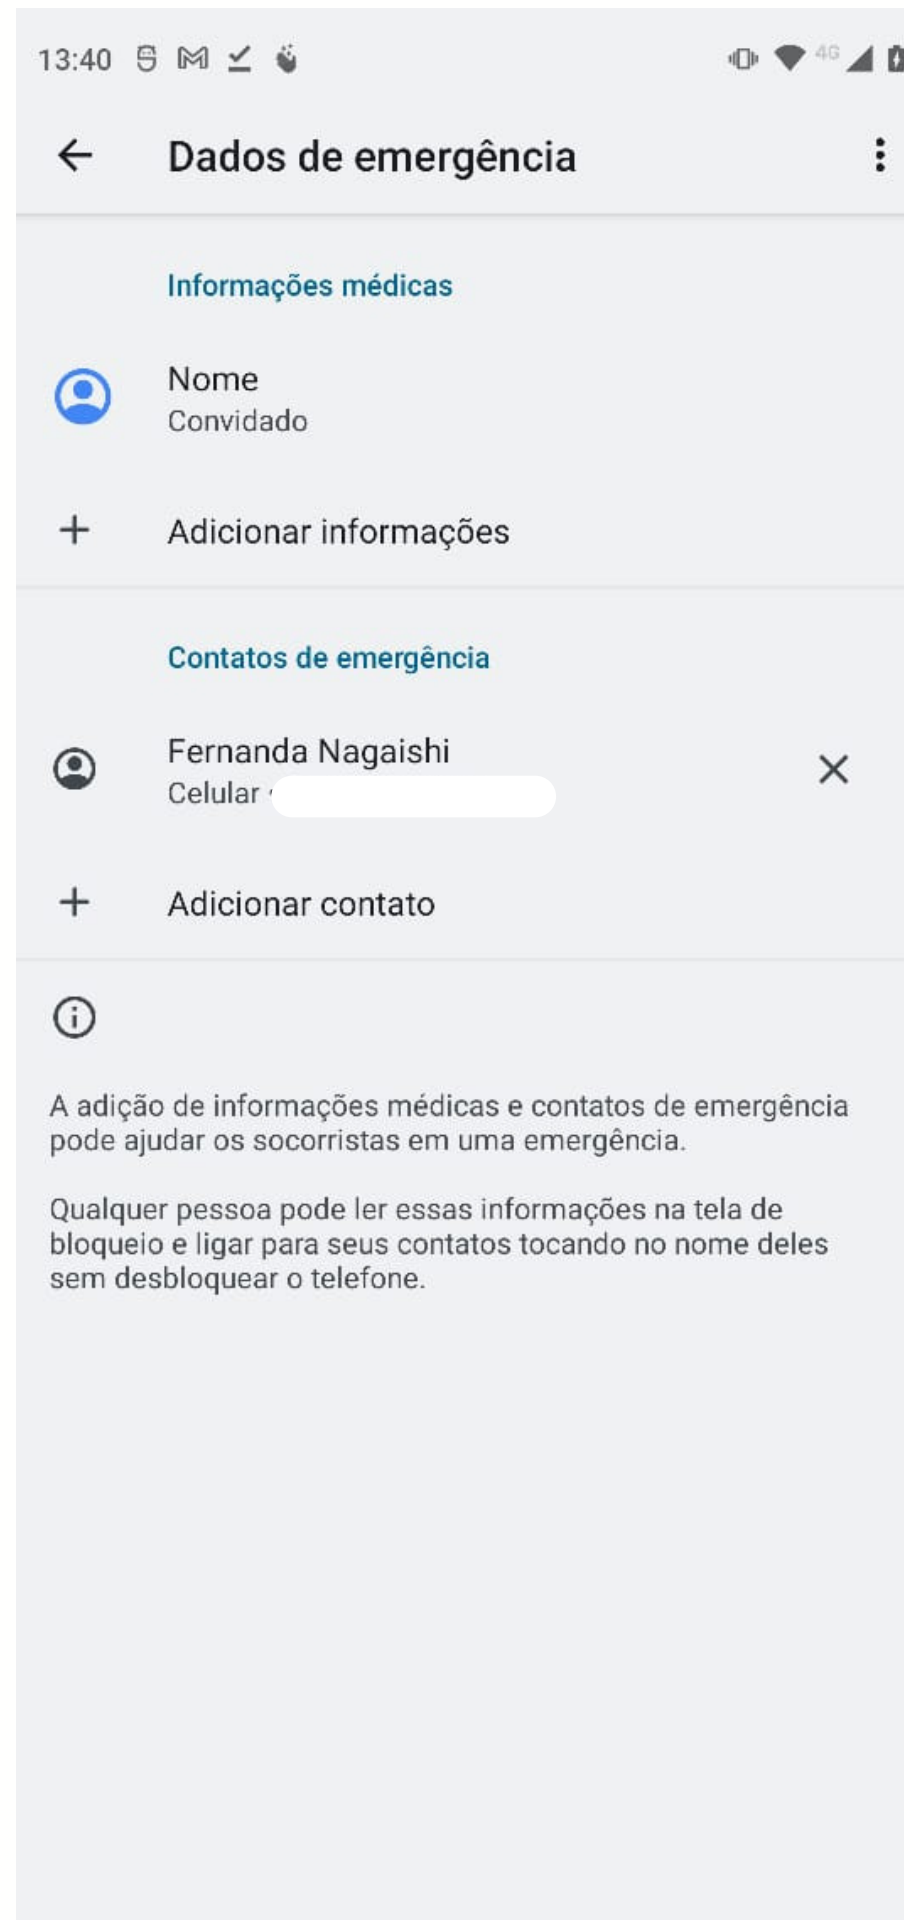 13:40
4G
Dados de emergência
Informações médicas
Nome
Convidado
Adicionar informações
Contatos de emergência
Fernanda Nagaishi
Celular
Adicionar contato
A adição de informações médicas e contatos de emergência
pode ajudar os socorristas em uma emergência.
Qualquer pessoa pode ler essas informações na tela de
bloqueio e ligar para seus contatos tocando no nome deles
sem desbloquear o telefone.